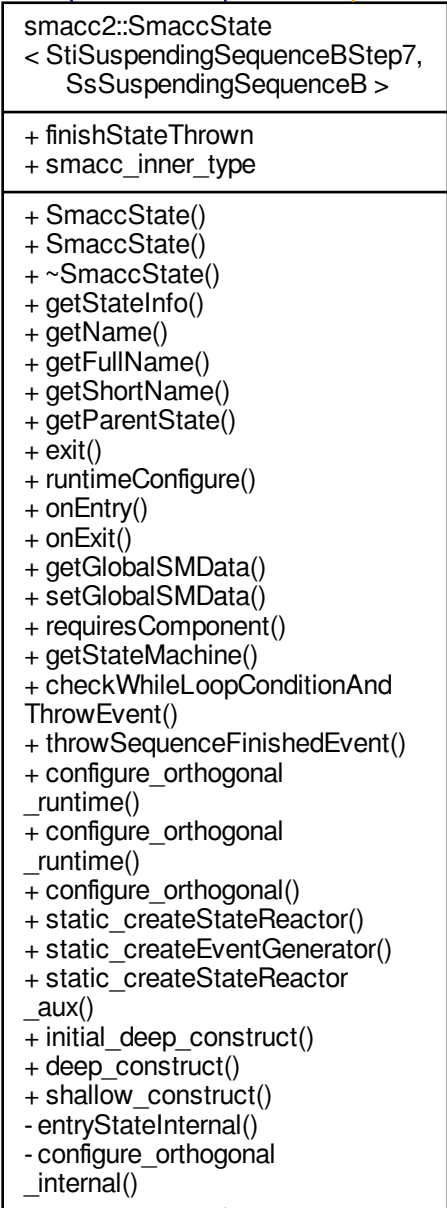 smacc2::SmaccState
< StiSuspendingSequenceBStep7,
SsSuspendingSequenceB >
+ finishStateThrown
+ smacc_inner_type
+ SmaccState()
+ SmaccState()
+ ~SmaccState()
+ getStateInfo()
+ getName()
+ getFullName()
+ getShortName()
+ getParentState()
+ exit()
+ runtimeConfigure()
+ onEntry()
+ onExit()
+ getGlobalSMData()
+ setGlobalSMData()
+ requiresComponent()
+ getStateMachine()
+ checkWhileLoopConditionAnd
ThrowEvent()
+ throwSequenceFinishedEvent()
+ configure_orthogonal
_runtime()
+ configure_orthogonal
_runtime()
+ configure_orthogonal()
+ static_createStateReactor()
+ static_createEventGenerator()
+ static_createStateReactor
_aux()
+ initial_deep_construct()
+ deep_construct()
+ shallow_construct()
- entryStateInternal()
- configure_orthogonal
_internal()